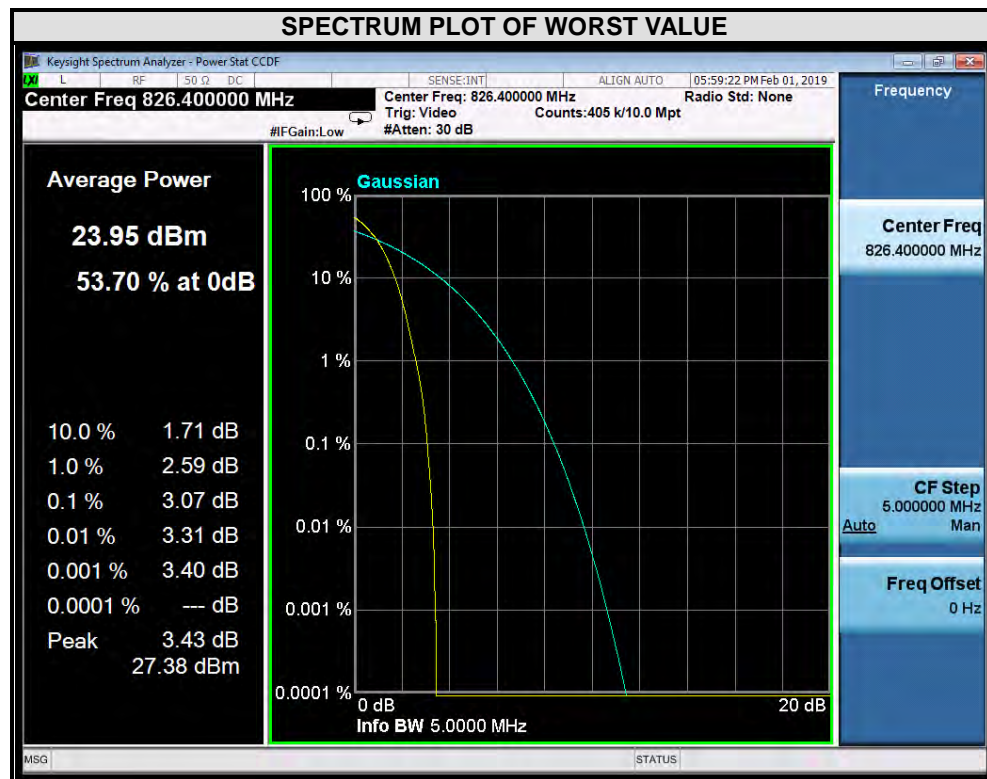 SPECTRUM PLOT OF WORST VALUE
Keysight Spectrum Analyzer - Power Stat CCDF
LXI L RF 50 Ω DC SENSE:INT ALIGN AUTO 05:59:22 PM Feb 01, 2019
Center Freq 826.400000 MHz
#IFGain:Low
Center Freq: 826.400000 MHz
Trig: Video
#Atten: 30 dB
Counts:405 k/10.0 Mpt
Radio Std: None
Average Power
23.95 dBm
53.70 % at 0dB
10.0 % 1.71 dB
1.0 % 2.59 dB
0.1 % 3.07 dB
0.01 % 3.31 dB
0.001 % 3.40 dB
0.0001 % --- dB
Peak 3.43 dB
27.38 dBm
Gaussian
100 %
10 %
1 %
0.1 %
0.01 %
0.001 %
0.0001 %
0 dB
20 dB
Info BW 5.0000 MHz
Frequency
Center Freq
826.400000 MHz
CF Step
5.000000 MHz
Auto Man
Freq Offset
0 Hz
MSG
STATUS